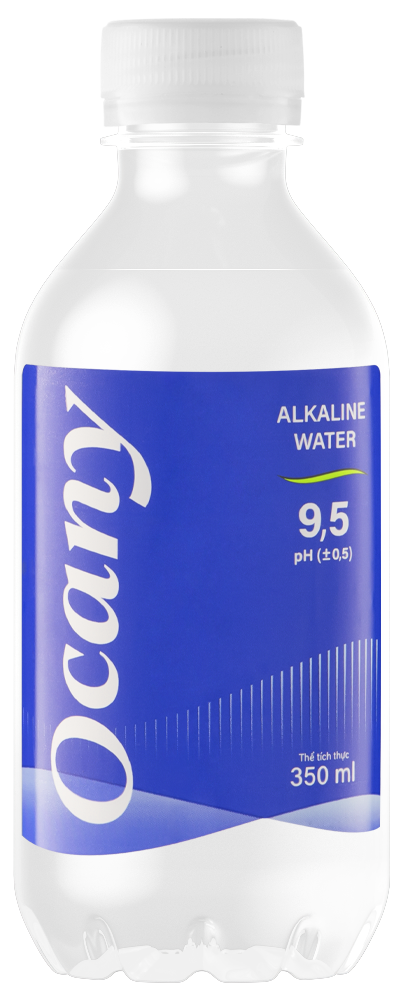 Ocany
ALKALINE
WATER
9,5
pH (±0,5)
Thể tích thực
350 ml